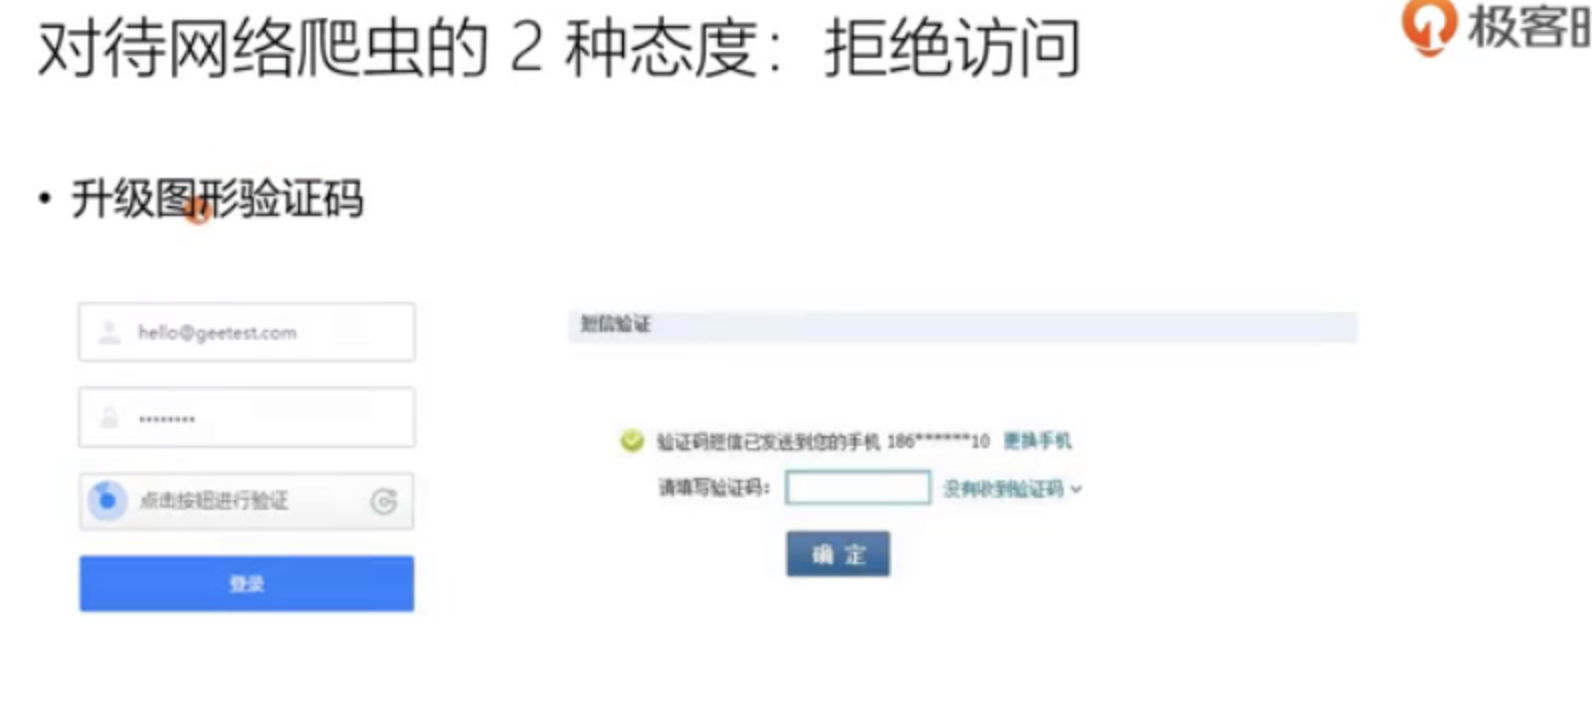 对待网络爬虫的 2 种态度：拒绝访问
极客时
• 升级图形验证码
hello@geetest.com
••••••••
点击按钮进行验证
登录
短信验证
验证码短信已发送到您的手机 186******10 更换手机
请填写验证码： 没有收到验证码
确 定